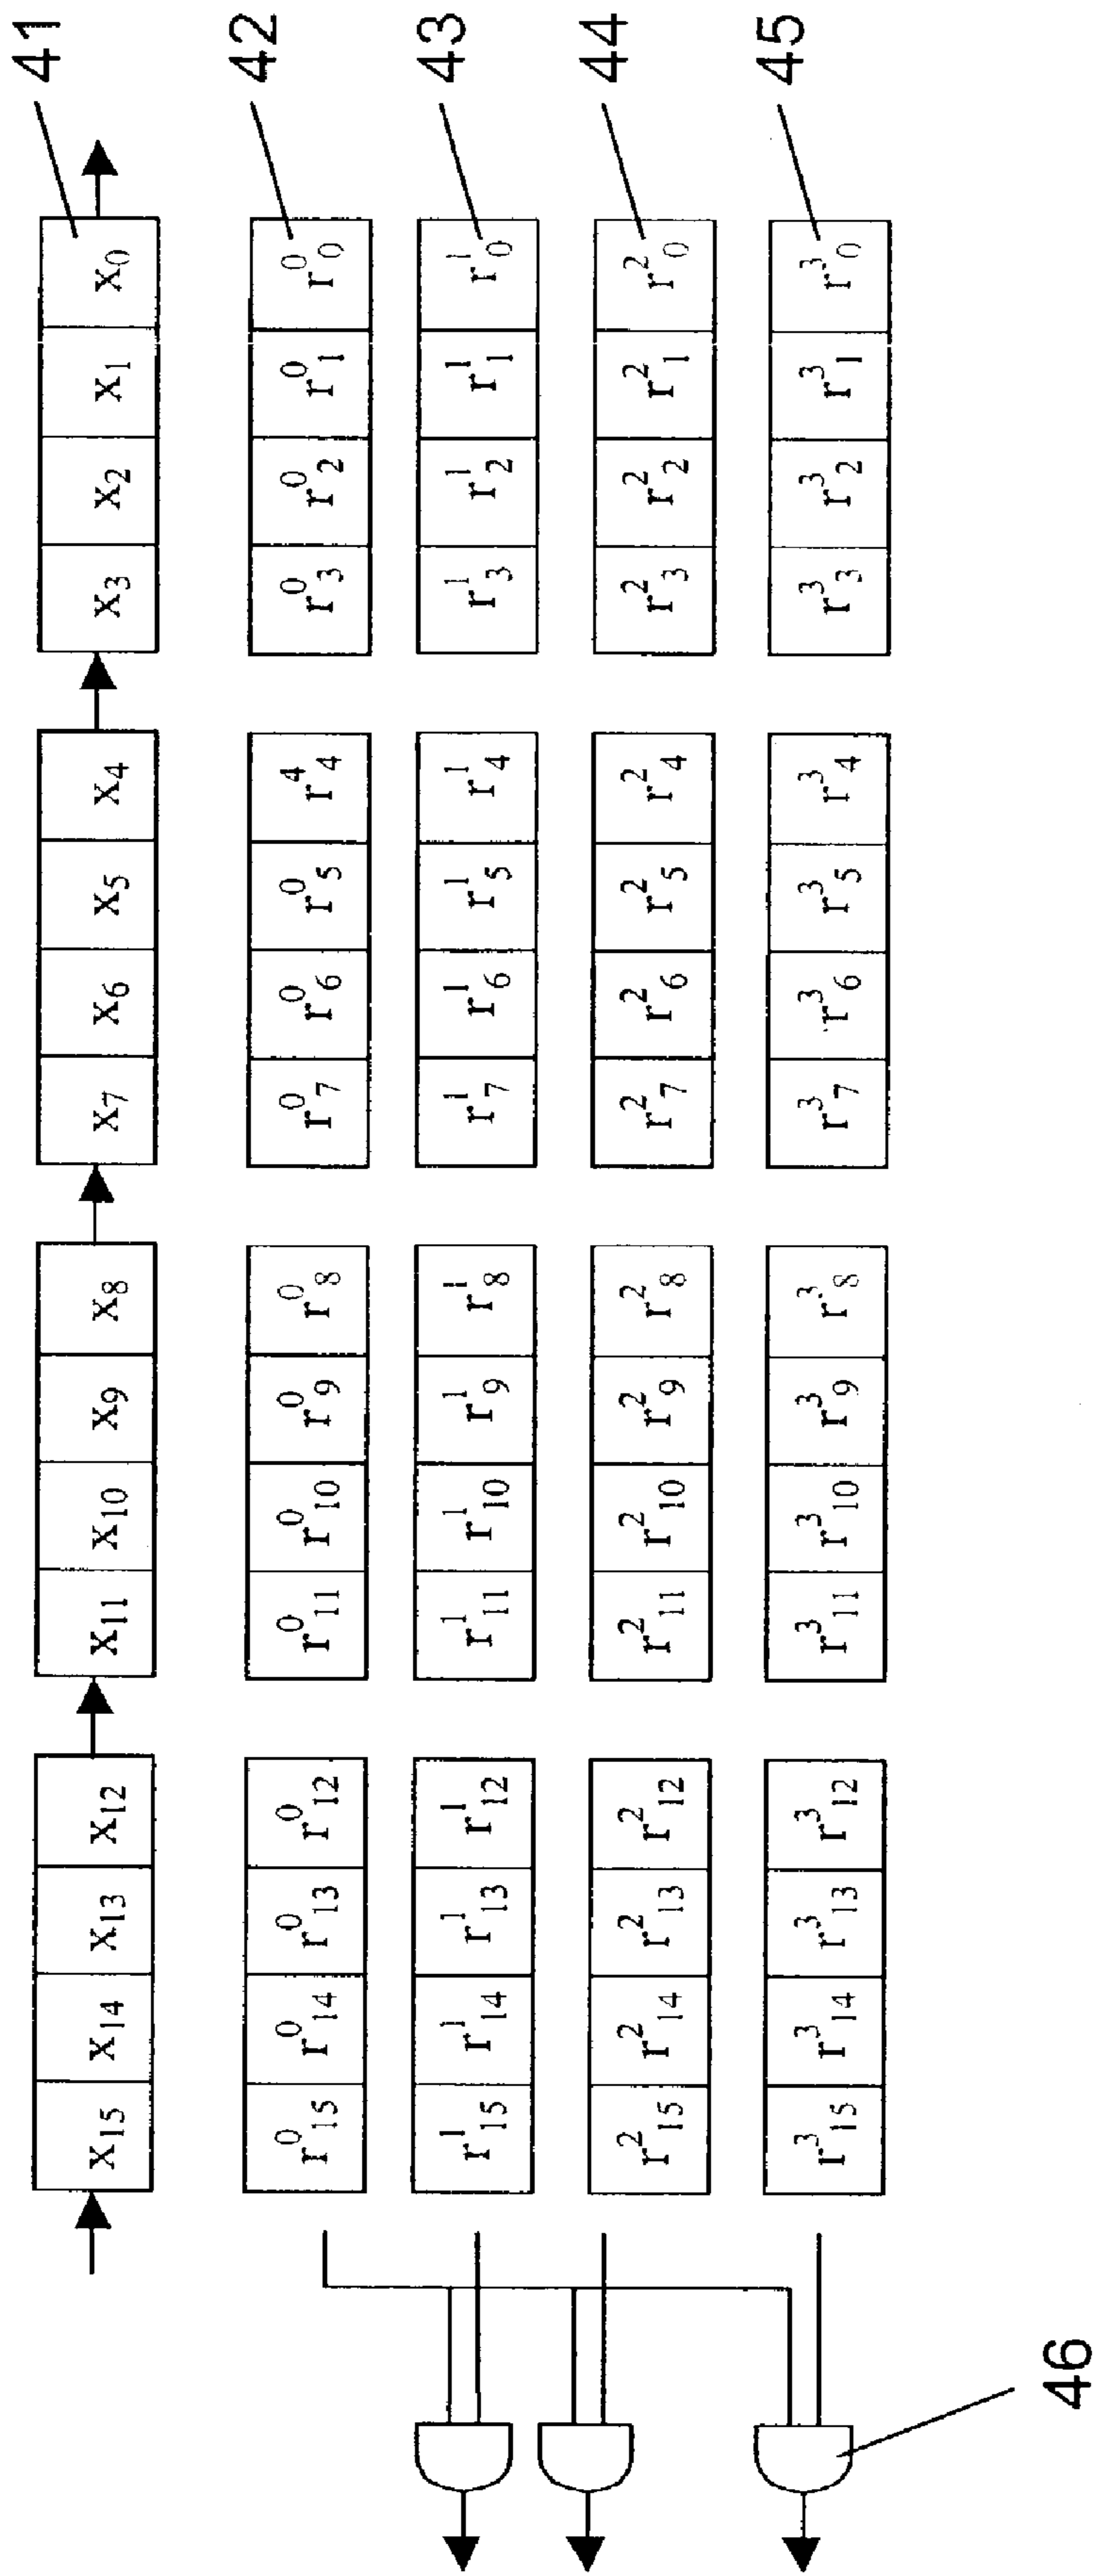 x₁₅ x₁₄ x₁₃ x₁₂ x₁₁ x₁₀ x₉ x₈ x₇ x₆ x₅ x₄ x₃ x₂ x₁ x₀ 41
r⁰₁₅ r⁰₁₄ r⁰₁₃ r⁰₁₂ r⁰₁₁ r⁰₁₀ r⁰₉ r⁰₈ r⁰₇ r⁰₆ r⁰₅ r⁴₄ r⁰₃ r⁰₂ r⁰₁ r⁰₀ 42
r¹₁₅ r¹₁₄ r¹₁₃ r¹₁₂ r¹₁₁ r¹₁₀ r¹₉ r¹₈ r¹₇ r¹₆ r¹₅ r¹₄ r¹₃ r¹₂ r¹₁ r¹₀ 43
r²₁₅ r²₁₄ r²₁₃ r²₁₂ r²₁₁ r²₁₀ r²₉ r²₈ r²₇ r²₆ r²₅ r²₄ r²₃ r²₂ r²₁ r²₀ 44
r³₁₅ r³₁₄ r³₁₃ r³₁₂ r³₁₁ r³₁₀ r³₉ r³₈ r³₇ r³₆ r³₅ r³₄ r³₃ r³₂ r³₁ r³₀ 45
46